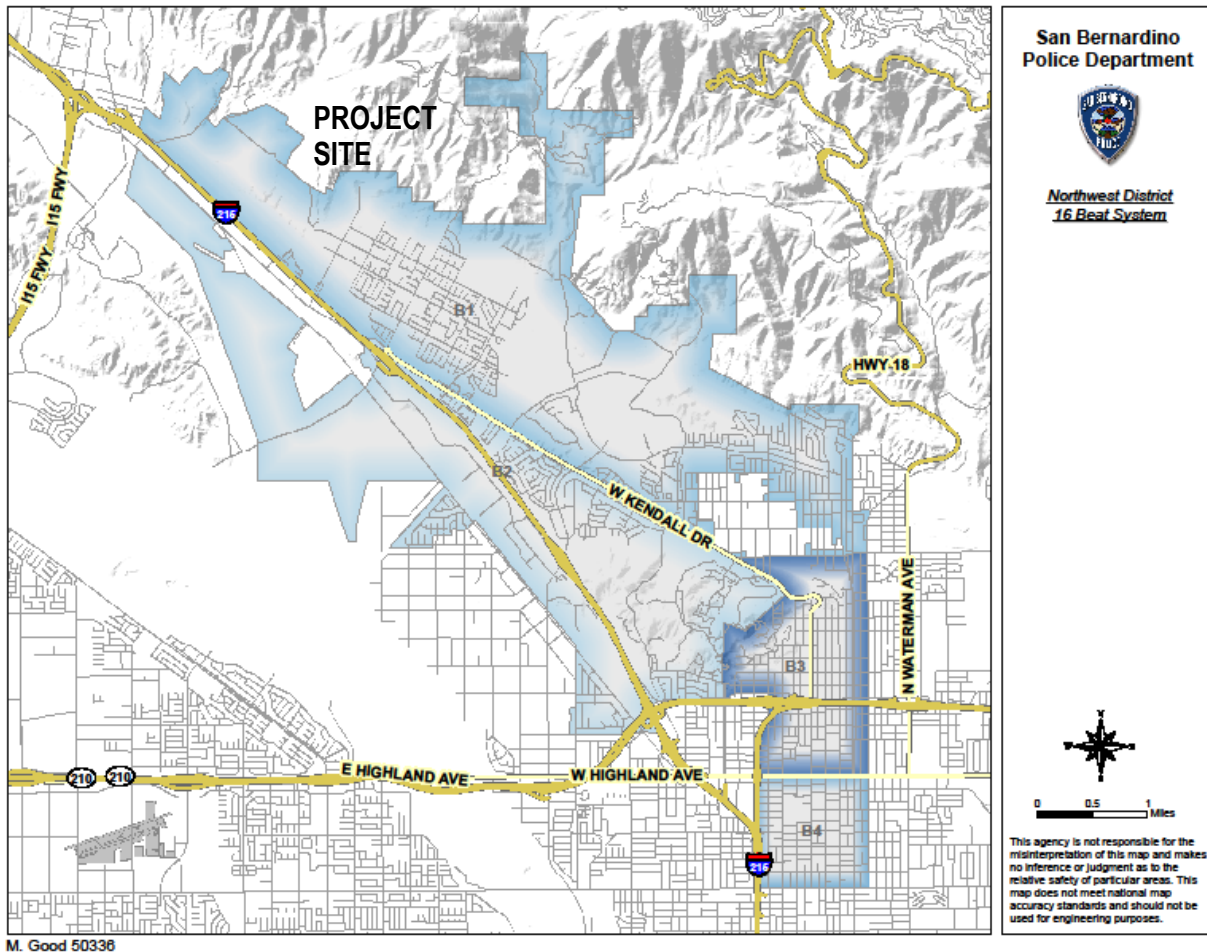 PROJECT
SITE
I15 FWY
I15 FWY
215
B1
HWY-18
B2
W KENDALL DR
N WATERMAN AVE
B3
210
210
E HIGHLAND AVE
W HIGHLAND AVE
B4
215
San Bernardino
Police Department
POLICE
Northwest District
16 Beat System
0 0.5 1
Miles
This agency is not responsible for the
misinterpretation of this map and makes
no inference or judgment as to the
relative safety of particular areas. This
map does not meet national map
accuracy standards and should not be
used for engineering purposes.
M. Good 50336